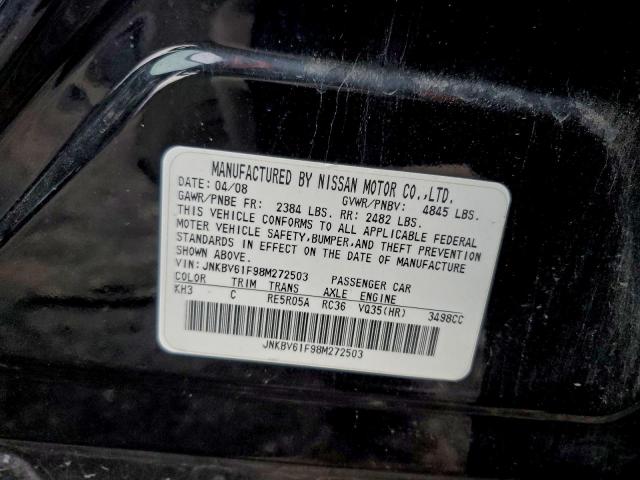 MANUFACTURED BY NISSAN MOTOR CO.,LTD.
DATE: 04/08 GVWR/PNBV: 4845 LBS.
GAWR/PNBE FR: 2384 LBS. RR: 2482 LBS.
THIS VEHICLE CONFORMS TO ALL APPLICABLE FEDERAL
MOTOR VEHICLE SAFETY,BUMPER,AND THEFT PREVENTION
STANDARDS IN EFFECT ON THE DATE OF MANUFACTURE
VIN: JNKBV61F98M272503 PASSENGER CAR
COLOR TRIM TRANS AXLE ENGINE
KH3 C RE5R05A RC36 VQ35(HR) 3498CC
JNKBV61F98M272503